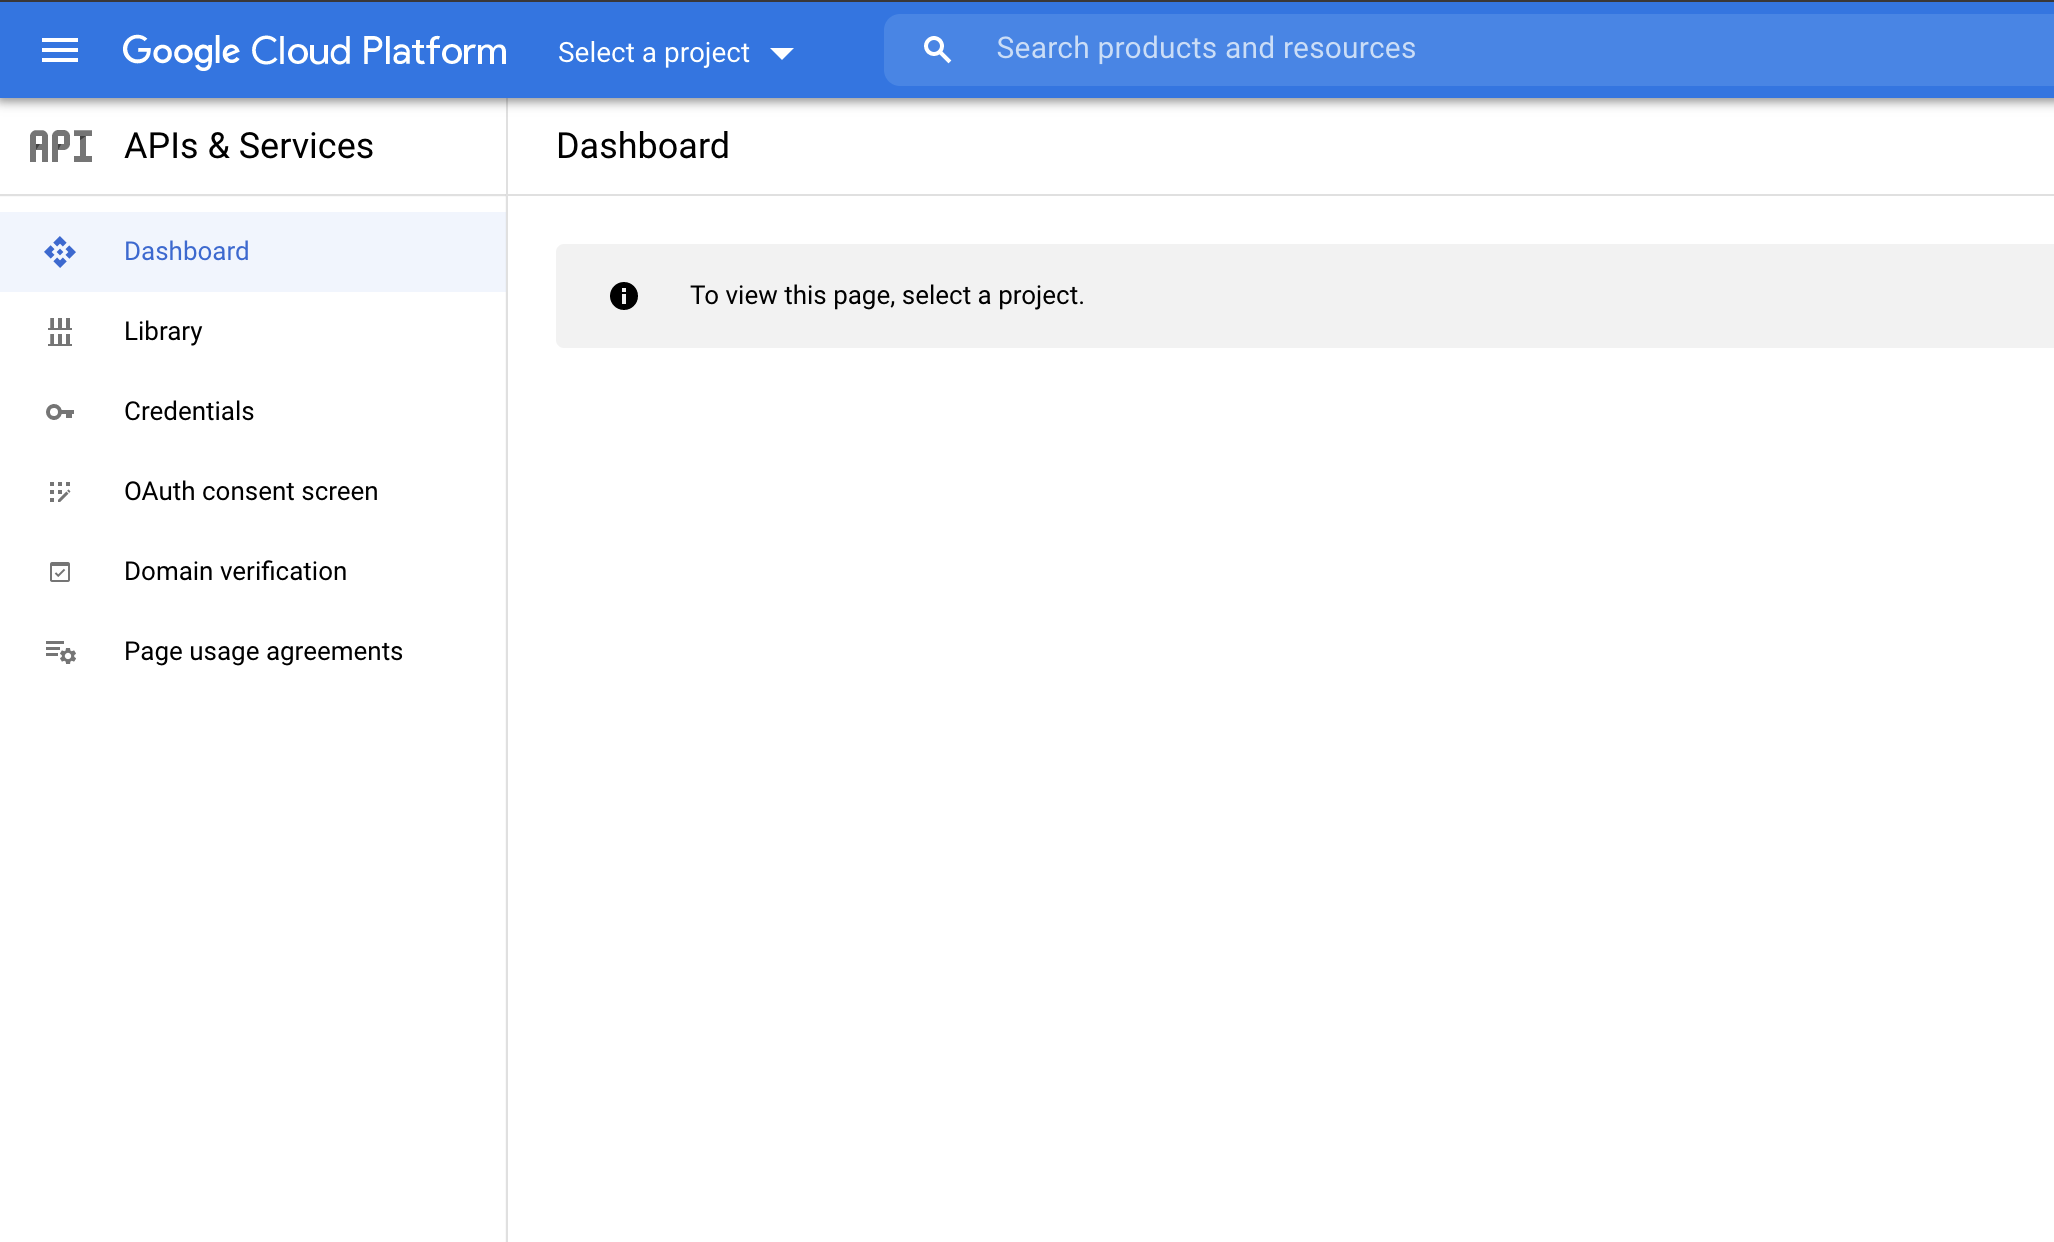 Google Cloud Platform
Select a project
Search products and resources
API
APIs & Services
Dashboard
Dashboard
Library
Credentials
OAuth consent screen
Domain verification
Page usage agreements
To view this page, select a project.